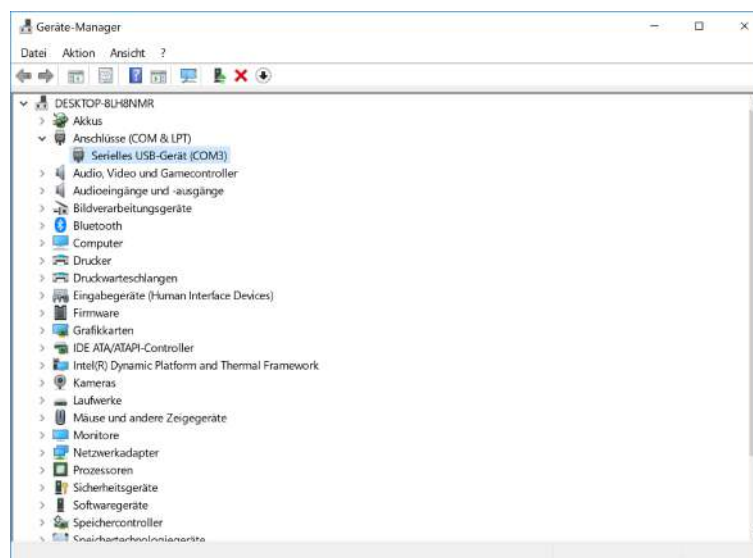 Geräte-Manager
Datei Aktion Ansicht ?
DESKTOP-8LH8NMR
Akkus
Anschlüsse (COM & LPT)
Serielles USB-Gerät (COM3)
Audio, Video und Gamecontroller
Audioeingänge und -ausgänge
Bildverarbeitungsgeräte
Bluetooth
Computer
Drucker
Druckwarteschlangen
Eingabegeräte (Human Interface Devices)
Firmware
Grafikkarten
IDE ATA/ATAPI-Controller
Intel(R) Dynamic Platform and Thermal Framework
Kameras
Laufwerke
Mäuse und andere Zeigegeräte
Monitore
Netzwerkadapter
Prozessoren
Sicherheitsgeräte
Softwaregeräte
Speichercontroller
Speichertechnologiegeräte